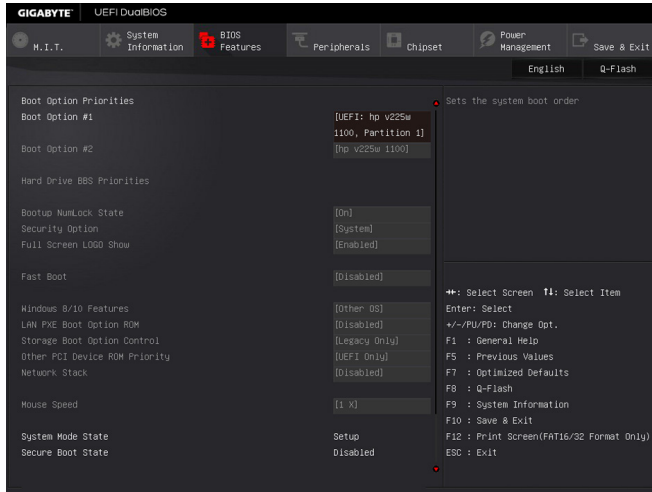 GIGABYTE™ UEFI DualBIOS
M.I.T.
System Information
BIOS Features
Peripherals
Chipset
Power Management
Save & Exit
English Q-Flash
Boot Option Priorities
Boot Option #1 [UEFI: hp v225w 1100, Partition 1]
Boot Option #2 [hp v225w 1100]
Hard Drive BBS Priorities
Bootup NumLock State [On]
Security Option [System]
Full Screen LOGO Show [Enabled]
Fast Boot [Disabled]
Windows 8/10 Features [Other OS]
LAN PXE Boot Option ROM [Disabled]
Storage Boot Option Control [Legacy Only]
Other PCI Device ROM Priority [UEFI Only]
Network Stack [Disabled]
Mouse Speed [1 X]
System Mode State Setup
Secure Boot State Disabled
Sets the system boot order
→←: Select Screen ↑↓: Select Item
Enter: Select
+/-/PU/PD: Change Opt.
F1 : General Help
F5 : Previous Values
F7 : Optimized Defaults
F8 : Q-Flash
F9 : System Information
F10 : Save & Exit
F12 : Print Screen(FAT16/32 Format Only)
ESC : Exit